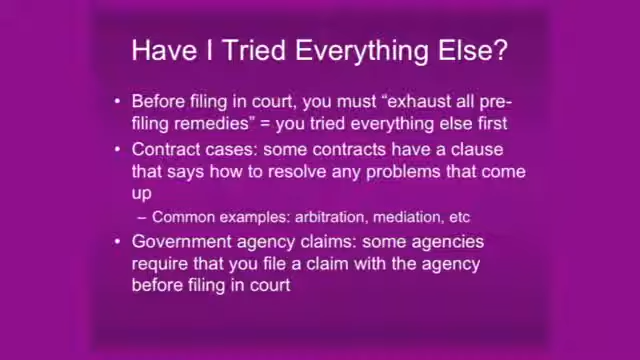 Have I Tried Everything Else?
• Before filing in court, you must “exhaust all pre-
filing remedies” = you tried everything else first
• Contract cases: some contracts have a clause
that says how to resolve any problems that come
up
– Common examples: arbitration, mediation, etc
• Government agency claims: some agencies
require that you file a claim with the agency
before filing in court